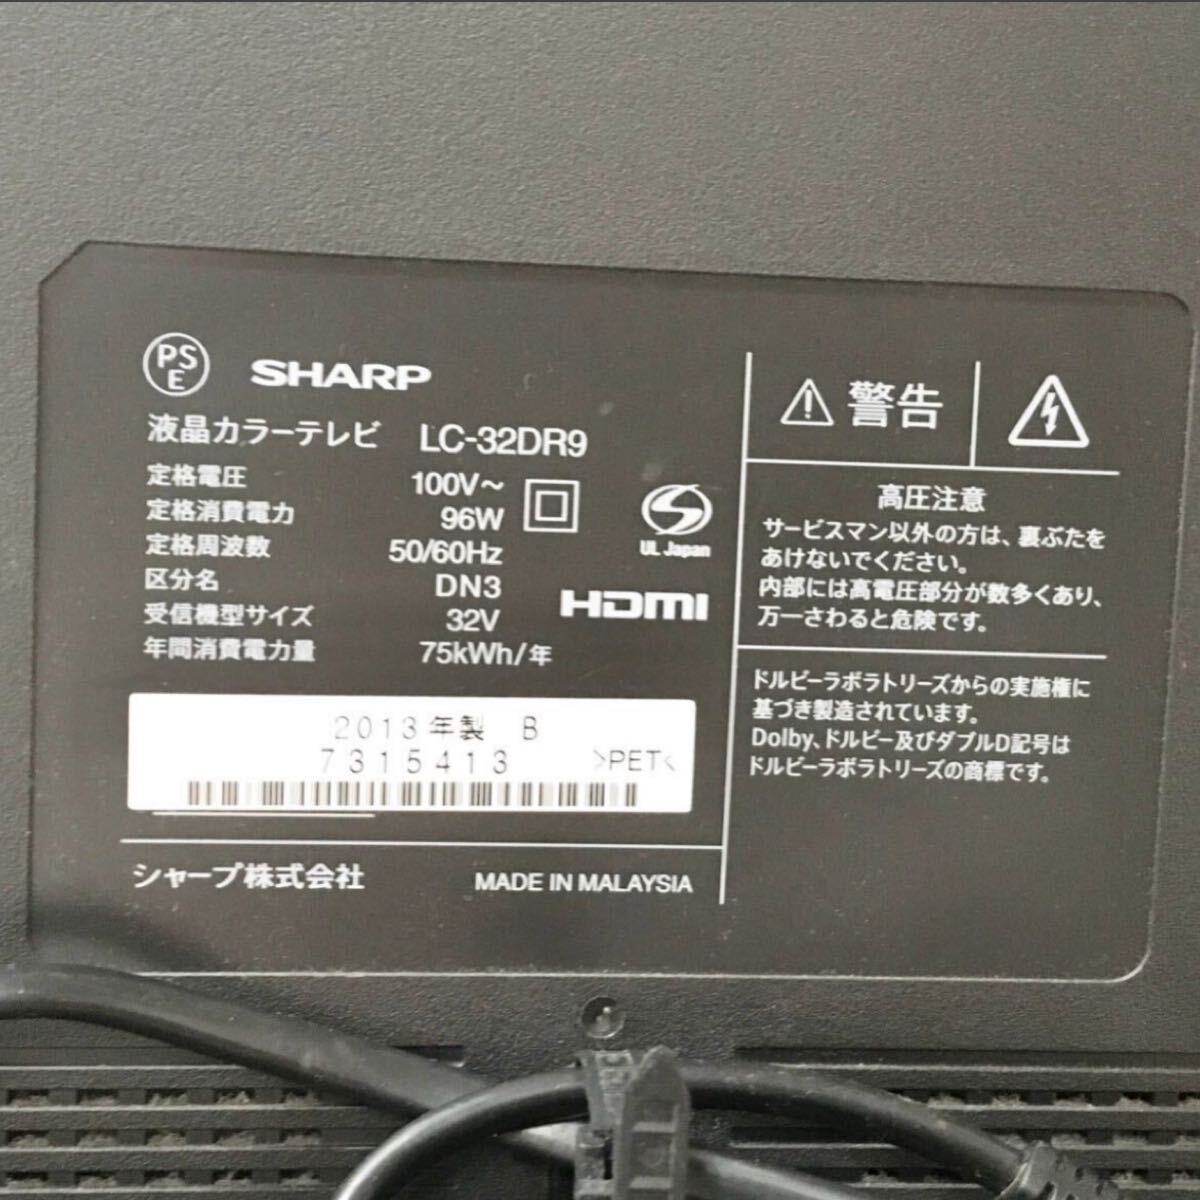 PS
E
SHARP
液晶カラーテレビ LC-32DR9
定格電圧 100V～
定格消費電力 96W
定格周波数 50/60Hz
区分名 DN3
受信機型サイズ 32V
年間消費電力量 75kWh/年
UL Japan
HDMI
2013年製 B
7315413 >PET<
シャープ株式会社 MADE IN MALAYSIA
警告
高圧注意
サービスマン以外の方は、裏ぶたを
あけないでください。
内部には高電圧部分が数多くあり、
万一さわると危険です。
ドルビーラボラトリーズからの実施権に
基づき製造されています。
Dolby、ドルビー及びダブルD記号は
ドルビーラボラトリーズの商標です。